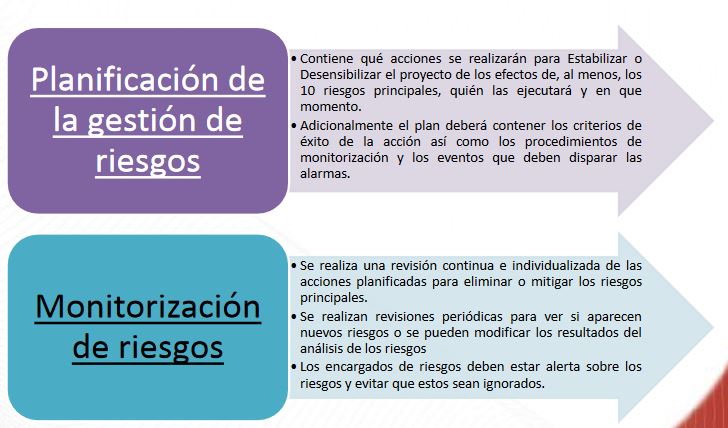 Planificación de
la gestión de
riesgos
• Contiene qué acciones se realizarán para Estabilizar o
Desensibilizar el proyecto de los efectos de, al menos, los
10 riesgos principales, quién las ejecutará y en que
momento.
• Adicionalmente el plan deberá contener los criterios de
éxito de la acción así como los procedimientos de
monitorización y los eventos que deben disparar las
alarmas.
Monitorización
de riesgos
• Se realiza una revisión continua e individualizada de las
acciones planificadas para eliminar o mitigar los riesgos
principales.
• Se realizan revisiones periódicas para ver si aparecen
nuevos riesgos o se pueden modificar los resultados del
análisis de los riesgos
• Los encargados de riesgos deben estar alerta sobre los
riesgos y evitar que estos sean ignorados.